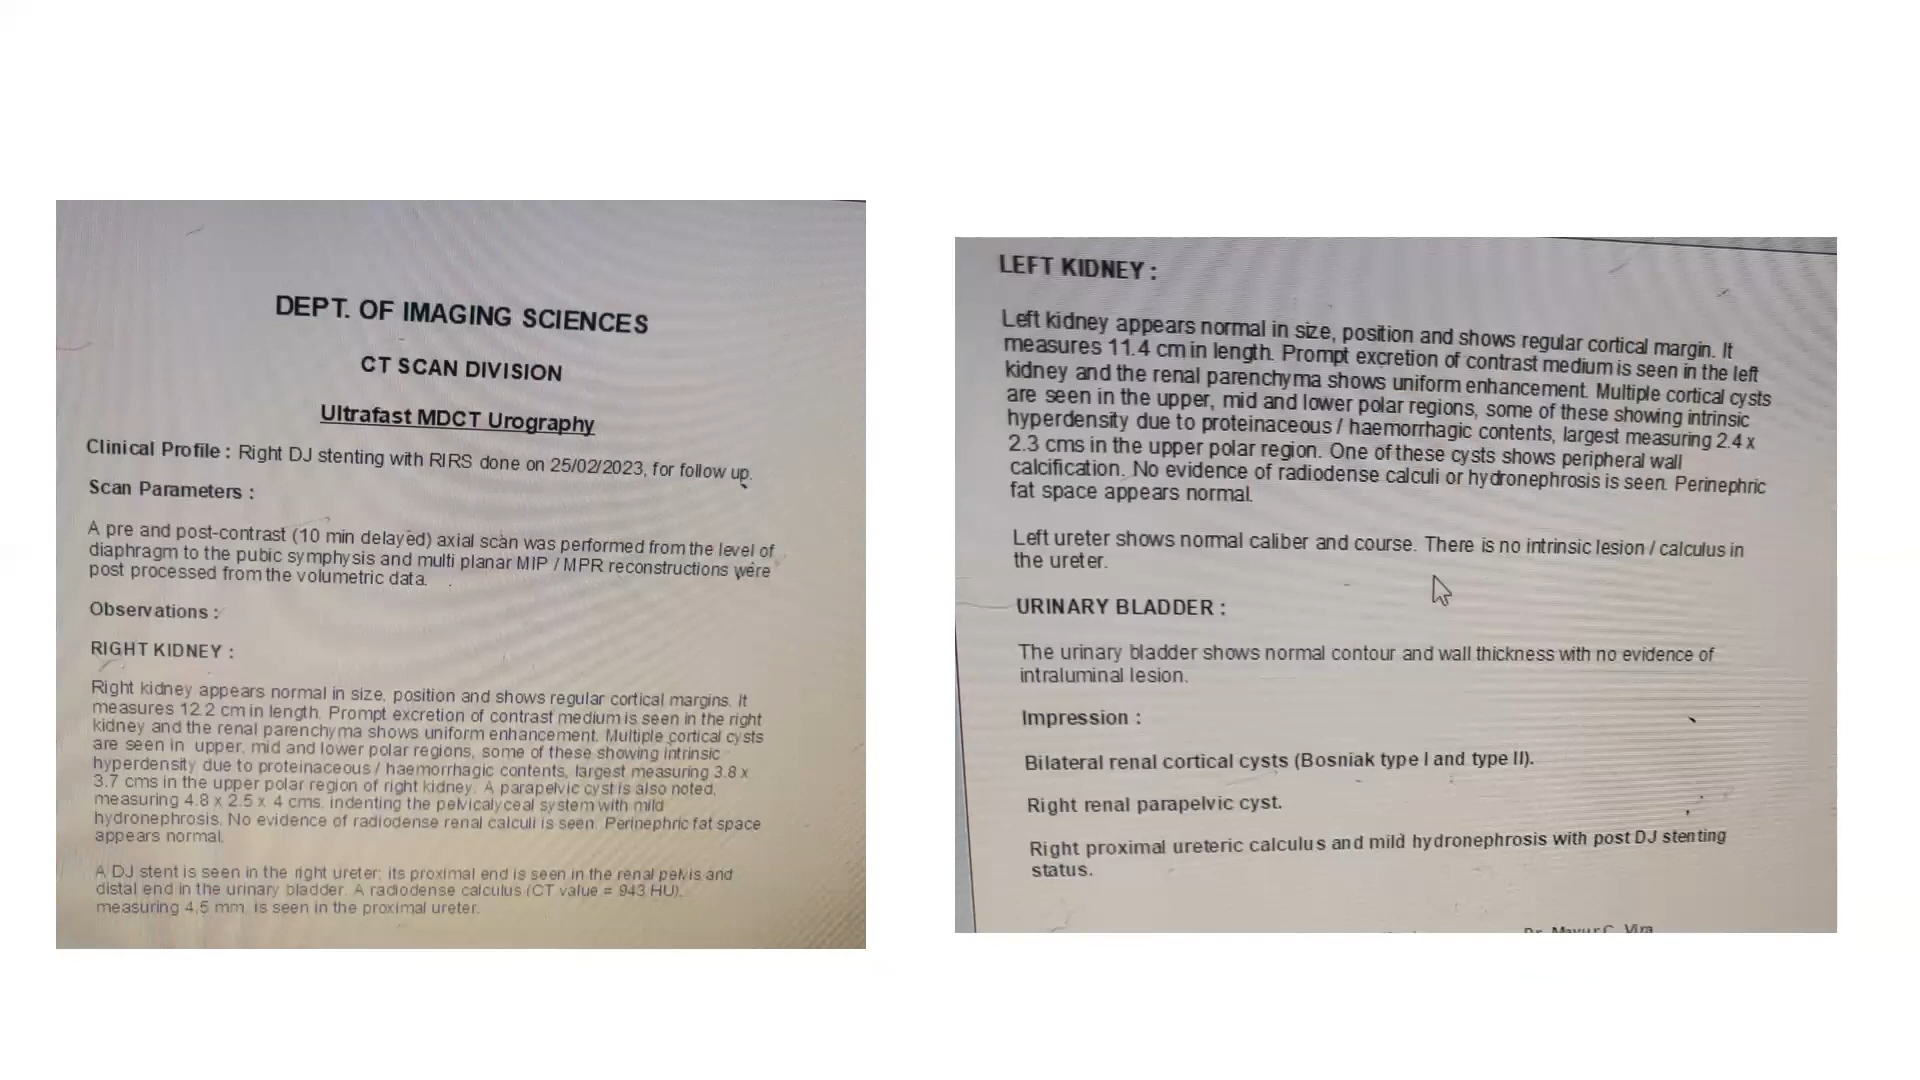 DEPT. OF IMAGING SCIENCES
CT SCAN DIVISION
Ultrafast MDCT Urography
Clinical Profile : Right DJ stenting with RIRS done on 25/02/2023, for follow up.
Scan Parameters :
A pre and post-contrast (10 min delayed) axial scan was performed from the level of
diaphragm to the pubic symphysis and multi planar MIP / MPR reconstructions were
post processed from the volumetric data.
Observations :
RIGHT KIDNEY :
Right kidney appears normal in size, position and shows regular cortical margins. It
measures 12.2 cm in length. Prompt excretion of contrast medium is seen in the right
kidney and the renal parenchyma shows uniform enhancement. Multiple cortical cysts
are seen in upper, mid and lower polar regions, some of these showing intrinsic
hyperdensity due to proteinaceous / haemorrhagic contents, largest measuring 3.8 x
3.7 cms in the upper polar region of right kidney. A parapelvic cyst is also noted,
measuring 4.8 x 2.5 x 4 cms, indenting the pelvicalyceal system with mild
hydronephrosis. No evidence of radiodense renal calculi is seen. Perinephric fat space
appears normal.
A DJ stent is seen in the right ureter; its proximal end is seen in the renal pelvis and
distal end in the urinary bladder. A radiodense calculus (CT value = 943 HU),
measuring 4.5 mm, is seen in the proximal ureter.
LEFT KIDNEY :
Left kidney appears normal in size, position and shows regular cortical margin. It
measures 11.4 cm in length. Prompt excretion of contrast medium is seen in the left
kidney and the renal parenchyma shows uniform enhancement. Multiple cortical cysts
are seen in the upper, mid and lower polar regions, some of these showing intrinsic
hyperdensity due to proteinaceous / haemorrhagic contents, largest measuring 2.4 x
2.3 cms in the upper polar region. One of these cysts shows peripheral wall
calcification. No evidence of radiodense calculi or hydronephrosis is seen. Perinephric
fat space appears normal.
Left ureter shows normal caliber and course. There is no intrinsic lesion / calculus in
the ureter.
URINARY BLADDER :
The urinary bladder shows normal contour and wall thickness with no evidence of
intraluminal lesion.
Impression :
Bilateral renal cortical cysts (Bosniak type I and type II).
Right renal parapelvic cyst.
Right proximal ureteric calculus and mild hydronephrosis with post DJ stenting
status.
Dr. Mayur C. Vira